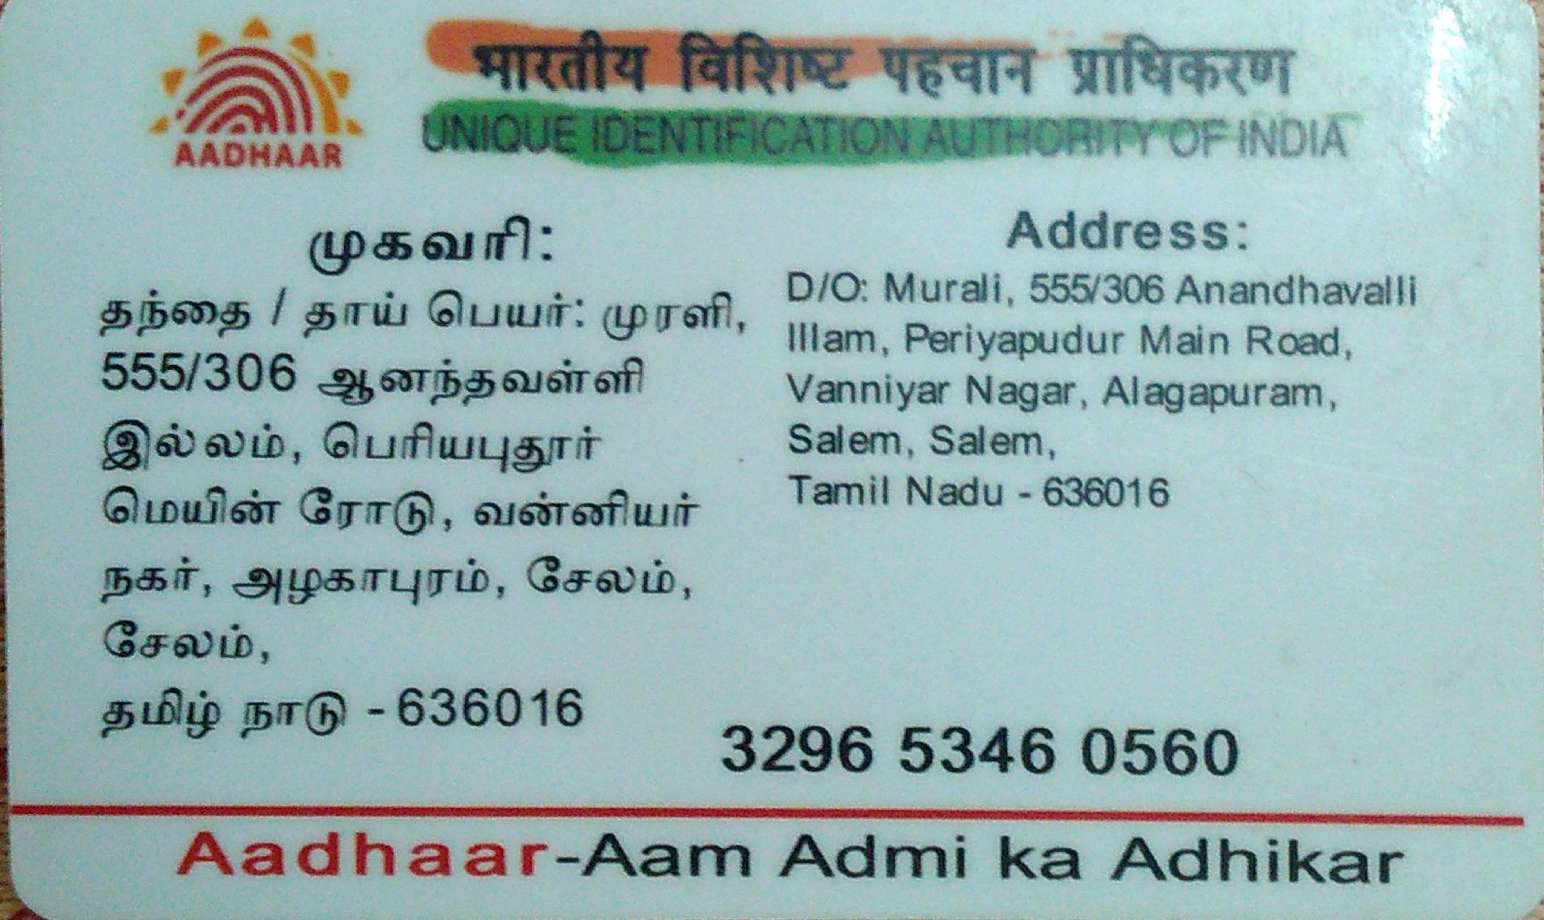 भारतीय विशिष्ट पहचान प्राधिकरण
UNIQUE IDENTIFICATION AUTHORITY OF INDIA
AADHAAR
முகவரி:
தந்தை / தாய் பெயர்: முரளி,
555/306 ஆனந்தவள்ளி
இல்லம், பெரியபுதூர்
மெயின் ரோடு, வன்னியர்
நகர், அழகாபுரம், சேலம்,
சேலம்,
தமிழ் நாடு - 636016
Address:
D/O: Murali, 555/306 Anandhavalli
Illam, Periyapudur Main Road,
Vanniyar Nagar, Alagapuram,
Salem, Salem,
Tamil Nadu - 636016
3296 5346 0560
Aadhaar-Aam Admi ka Adhikar